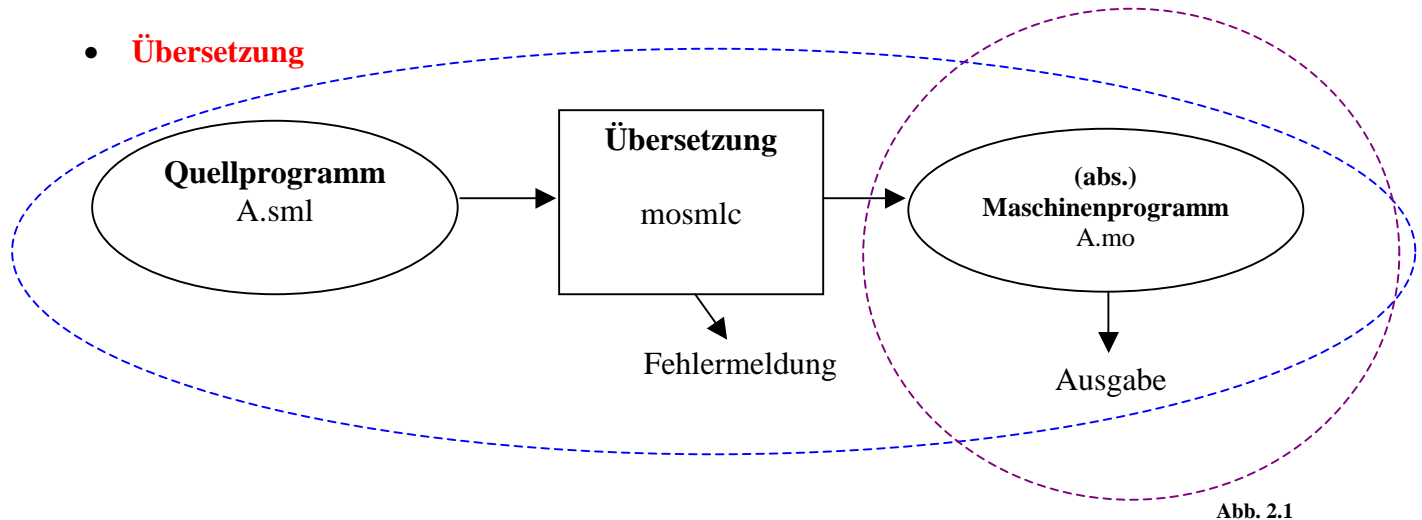 • Übersetzung
Quellprogramm
A.sml
Übersetzung
mosmlc
(abs.)
Maschinenprogramm
A.mo
Fehlermeldung
Ausgabe
Abb. 2.1